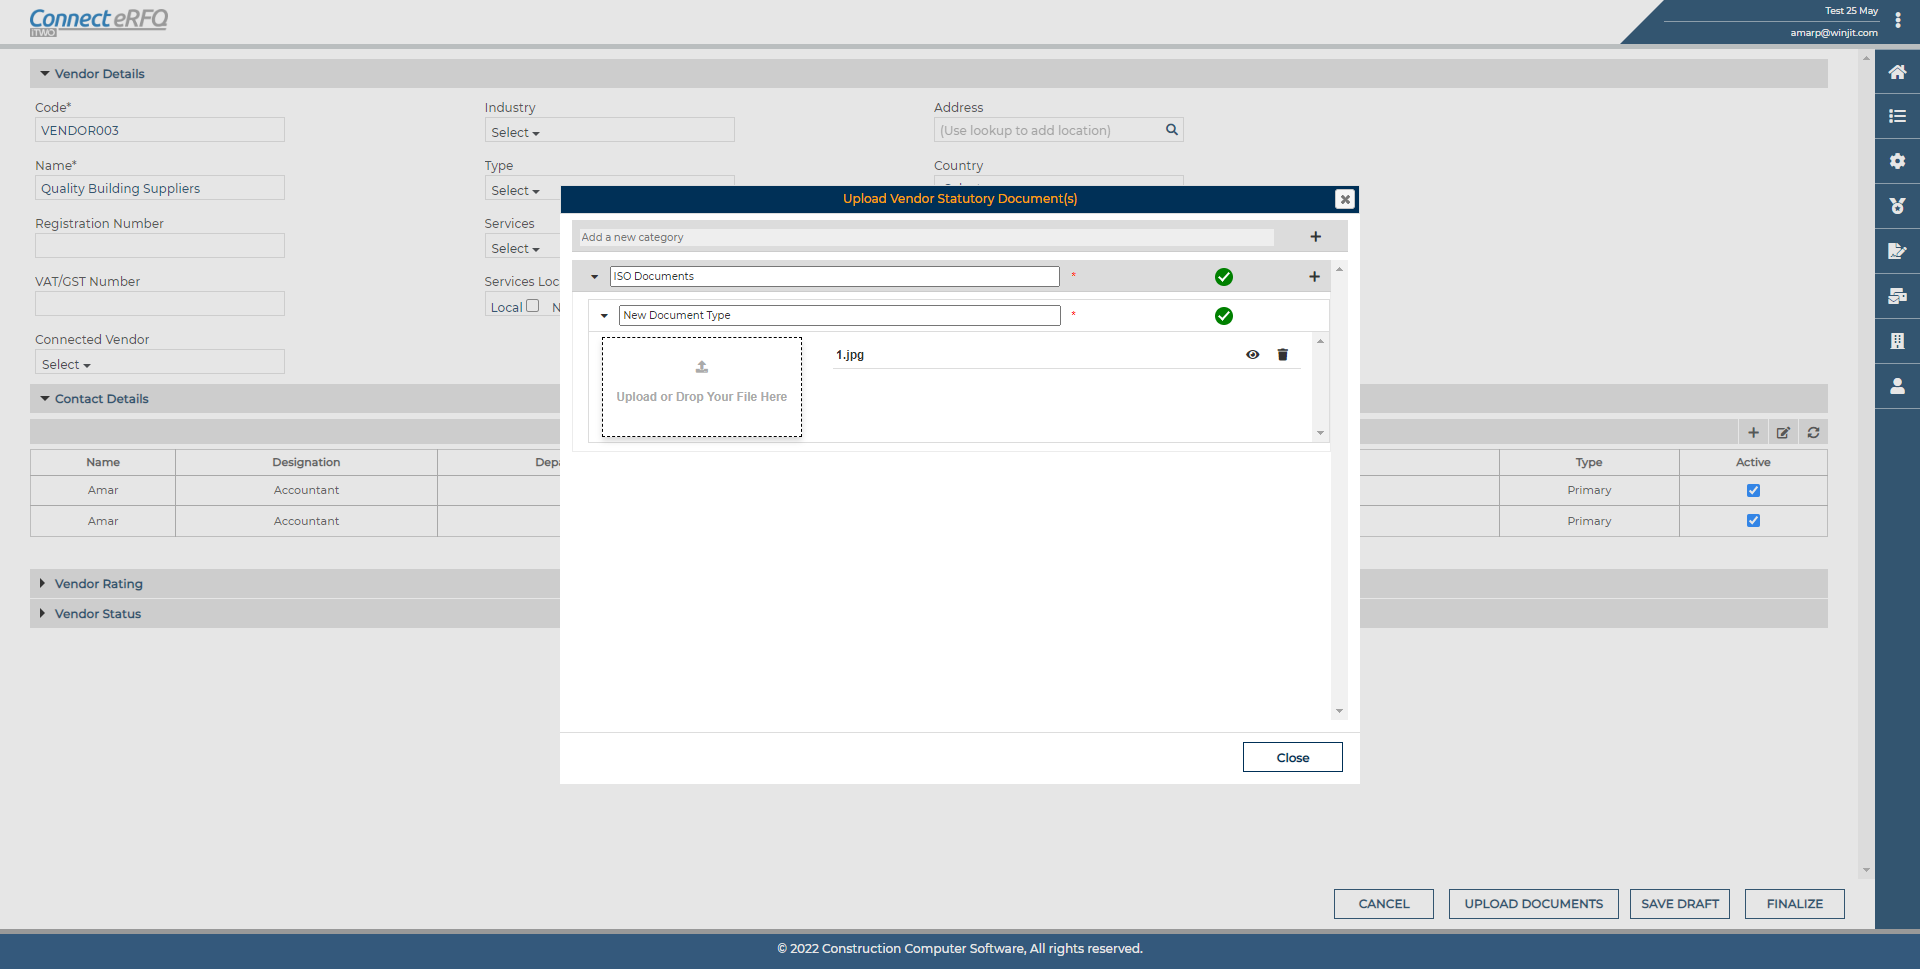 Connect eRFQ
iTWO
Test 25 May
amarp@winjit.com
Vendor Details
Code*
Industry
Address
VENDOR003
Select
(Use lookup to add location)
Name*
Type
Country
Quality Building Suppliers
Select
Registration Number
Services
Select
VAT/GST Number
Services Loc
Local
N
Connected Vendor
Select
Upload Vendor Statutory Document(s)
Add a new category
ISO Documents *
New Document Type *
Upload or Drop Your File Here
1.jpg
Close
Contact Details
Name Designation Depa Type Active
Amar Accountant Primary
Amar Accountant Primary
Vendor Rating
Vendor Status
CANCEL UPLOAD DOCUMENTS SAVE DRAFT FINALIZE
© 2022 Construction Computer Software, All rights reserved.